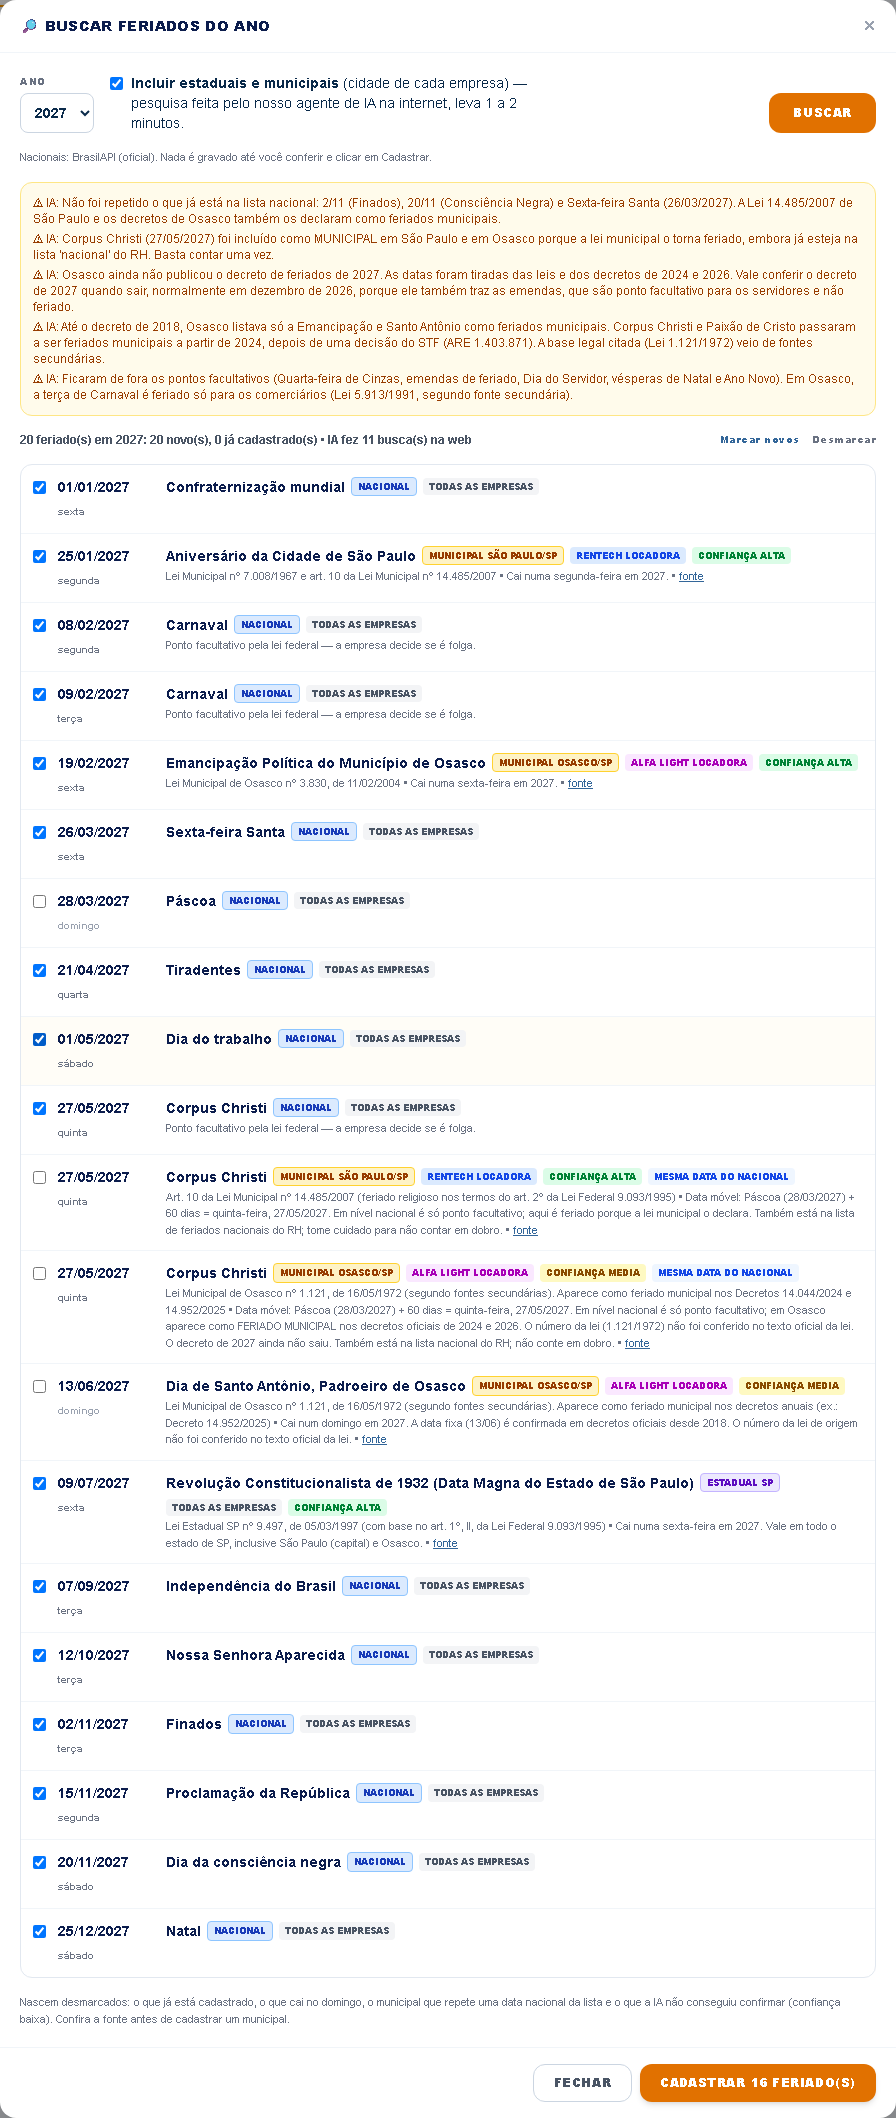 BUSCAR FERIADOS DO ANO
×
ANO
2027
Incluir estaduais e municipais (cidade de cada empresa) —
pesquisa feita pelo nosso agente de IA na internet, leva 1 a 2
minutos.
BUSCAR
Nacionais: BrasilAPI (oficial). Nada é gravado até você conferir e clicar em Cadastrar.
⚠ IA: Não foi repetido o que já está na lista nacional: 2/11 (Finados), 20/11 (Consciência Negra) e Sexta-feira Santa (26/03/2027). A Lei 14.485/2007 de
São Paulo e os decretos de Osasco também os declaram como feriados municipais.
⚠ IA: Corpus Christi (27/05/2027) foi incluído como MUNICIPAL em São Paulo e em Osasco porque a lei municipal o torna feriado, embora já esteja na
lista 'nacional' do RH. Basta contar uma vez.
⚠ IA: Osasco ainda não publicou o decreto de feriados de 2027. As datas foram tiradas das leis e dos decretos de 2024 e 2026. Vale conferir o decreto
de 2027 quando sair, normalmente em dezembro de 2026, porque ele também traz as emendas, que são ponto facultativo para os servidores e não
feriado.
⚠ IA: Até o decreto de 2018, Osasco listava só a Emancipação e Santo Antônio como feriados municipais. Corpus Christi e Paixão de Cristo passaram
a ser feriados municipais a partir de 2024, depois de uma decisão do STF (ARE 1.403.871). A base legal citada (Lei 1.121/1972) veio de fontes
secundárias.
⚠ IA: Ficaram de fora os pontos facultativos (Quarta-feira de Cinzas, emendas de feriado, Dia do Servidor, vésperas de Natal e Ano Novo). Em Osasco,
a terça de Carnaval é feriado só para os comerciários (Lei 5.913/1991, segundo fonte secundária).
20 feriado(s) em 2027: 20 novo(s), 0 já cadastrado(s) • IA fez 11 busca(s) na web
Marcar novos Desmarcar
01/01/2027 Confraternização mundial NACIONAL TODAS AS EMPRESAS
sexta
25/01/2027 Aniversário da Cidade de São Paulo MUNICIPAL SÃO PAULO/SP RENTECH LOCADORA CONFIANÇA ALTA
segunda Lei Municipal nº 7.008/1967 e art. 10 da Lei Municipal nº 14.485/2007 • Cai numa segunda-feira em 2027. • fonte
08/02/2027 Carnaval NACIONAL TODAS AS EMPRESAS
segunda Ponto facultativo pela lei federal — a empresa decide se é folga.
09/02/2027 Carnaval NACIONAL TODAS AS EMPRESAS
terça Ponto facultativo pela lei federal — a empresa decide se é folga.
19/02/2027 Emancipação Política do Município de Osasco MUNICIPAL OSASCO/SP ALFA LIGHT LOCADORA CONFIANÇA ALTA
sexta Lei Municipal de Osasco nº 3.830, de 11/02/2004 • Cai numa sexta-feira em 2027. • fonte
26/03/2027 Sexta-feira Santa NACIONAL TODAS AS EMPRESAS
sexta
28/03/2027 Páscoa NACIONAL TODAS AS EMPRESAS
domingo
21/04/2027 Tiradentes NACIONAL TODAS AS EMPRESAS
quarta
01/05/2027 Dia do trabalho NACIONAL TODAS AS EMPRESAS
sábado
27/05/2027 Corpus Christi NACIONAL TODAS AS EMPRESAS
quinta Ponto facultativo pela lei federal — a empresa decide se é folga.
27/05/2027 Corpus Christi MUNICIPAL SÃO PAULO/SP RENTECH LOCADORA CONFIANÇA ALTA MESMA DATA DO NACIONAL
quinta Art. 10 da Lei Municipal nº 14.485/2007 (feriado religioso nos termos do art. 2º da Lei Federal 9.093/1995) • Data móvel: Páscoa (28/03/2027) +
60 dias = quinta-feira, 27/05/2027. Em nível nacional é só ponto facultativo; aqui é feriado porque a lei municipal o declara. Também está na lista
de feriados nacionais do RH; tome cuidado para não contar em dobro. • fonte
27/05/2027 Corpus Christi MUNICIPAL OSASCO/SP ALFA LIGHT LOCADORA CONFIANÇA MEDIA MESMA DATA DO NACIONAL
quinta Lei Municipal de Osasco nº 1.121, de 16/05/1972 (segundo fontes secundárias). Aparece como feriado municipal nos Decretos 14.044/2024 e
14.952/2025 • Data móvel: Páscoa (28/03/2027) + 60 dias = quinta-feira, 27/05/2027. Em nível nacional é só ponto facultativo; em Osasco
aparece como FERIADO MUNICIPAL nos decretos oficiais de 2024 e 2026. O número da lei (1.121/1972) não foi conferido no texto oficial da lei.
O decreto de 2027 ainda não saiu. Também está na lista nacional do RH; não conte em dobro. • fonte
13/06/2027 Dia de Santo Antônio, Padroeiro de Osasco MUNICIPAL OSASCO/SP ALFA LIGHT LOCADORA CONFIANÇA MEDIA
domingo Lei Municipal de Osasco nº 1.121, de 16/05/1972 (segundo fontes secundárias). Aparece como feriado municipal nos decretos anuais (ex.:
Decreto 14.952/2025) • Cai num domingo em 2027. A data fixa (13/06) é confirmada em decretos oficiais desde 2018. O número da lei de origem
não foi conferido no texto oficial da lei. • fonte
09/07/2027 Revolução Constitucionalista de 1932 (Data Magna do Estado de São Paulo) ESTADUAL SP
sexta TODAS AS EMPRESAS CONFIANÇA ALTA
Lei Estadual SP nº 9.497, de 05/03/1997 (com base no art. 1º, II, da Lei Federal 9.093/1995) • Cai numa sexta-feira em 2027. Vale em todo o
estado de SP, inclusive São Paulo (capital) e Osasco. • fonte
07/09/2027 Independência do Brasil NACIONAL TODAS AS EMPRESAS
terça
12/10/2027 Nossa Senhora Aparecida NACIONAL TODAS AS EMPRESAS
terça
02/11/2027 Finados NACIONAL TODAS AS EMPRESAS
terça
15/11/2027 Proclamação da República NACIONAL TODAS AS EMPRESAS
segunda
20/11/2027 Dia da consciência negra NACIONAL TODAS AS EMPRESAS
sábado
25/12/2027 Natal NACIONAL TODAS AS EMPRESAS
sábado
Nascem desmarcados: o que já está cadastrado, o que cai no domingo, o municipal que repete uma data nacional da lista e o que a IA não conseguiu confirmar (confiança
baixa). Confira a fonte antes de cadastrar um municipal.
FECHAR
CADASTRAR 16 FERIADO(S)